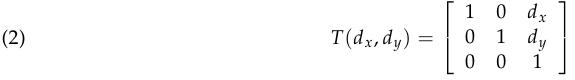 (2) T(d_x, d_y) = [ 1 0 d_x
0 1 d_y
0 0 1 ]